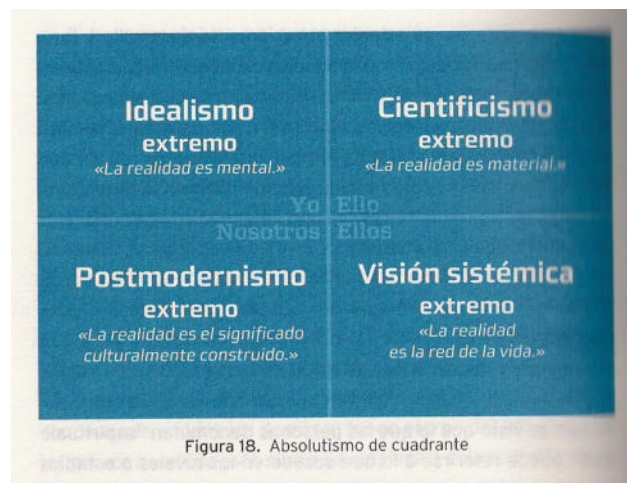 Idealismo
extremo
«La realidad es mental.»
Cientificismo
extremo
«La realidad es material.»
Yo Ello
Nosotros Ellos
Postmodernismo
extremo
«La realidad es el significado
culturalmente construido.»
Visión sistémica
extremo
«La realidad
es la red de la vida.»
Figura 18. Absolutismo de cuadrante